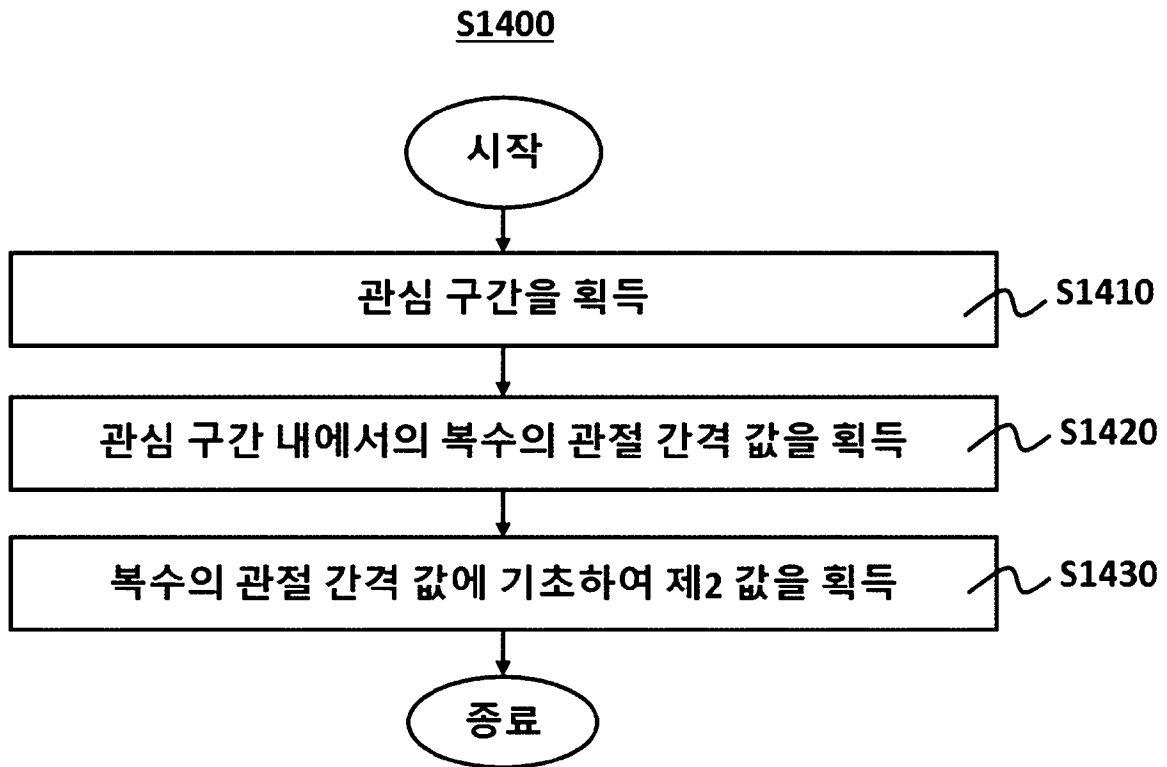 S1400
시작
관심 구간을 획득
S1410
관심 구간 내에서의 복수의 관절 간격 값을 획득
S1420
복수의 관절 간격 값에 기초하여 제2 값을 획득
S1430
종료